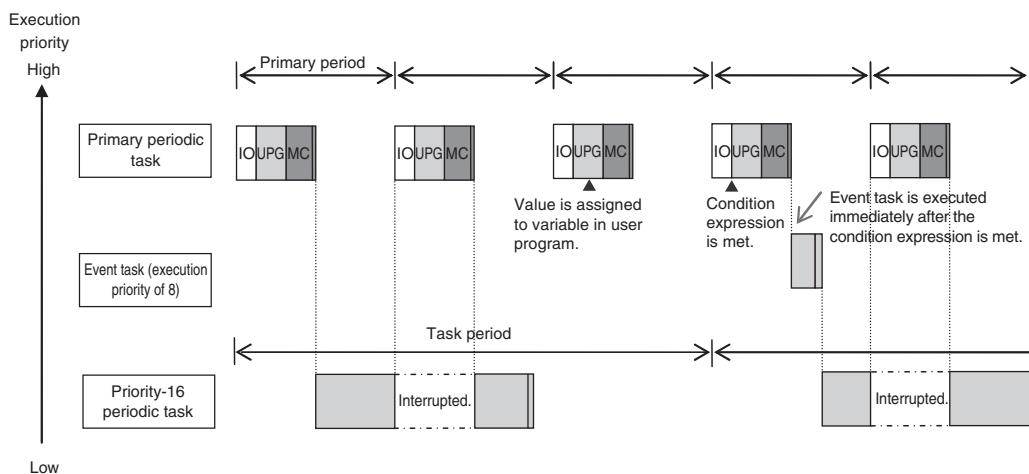 Execution
priority
High
Primary period
Primary periodic
task
IO UPG MC
IO UPG MC
IO UPG MC
IO UPG MC
IO UPG MC
Value is assigned
to variable in user
program.
Condition
expression
is met.
Event task is executed
immediately after the
condition expression is met.
Event task (execution
priority of 8)
Task period
Priority-16
periodic task
Interrupted.
Interrupted.
Low